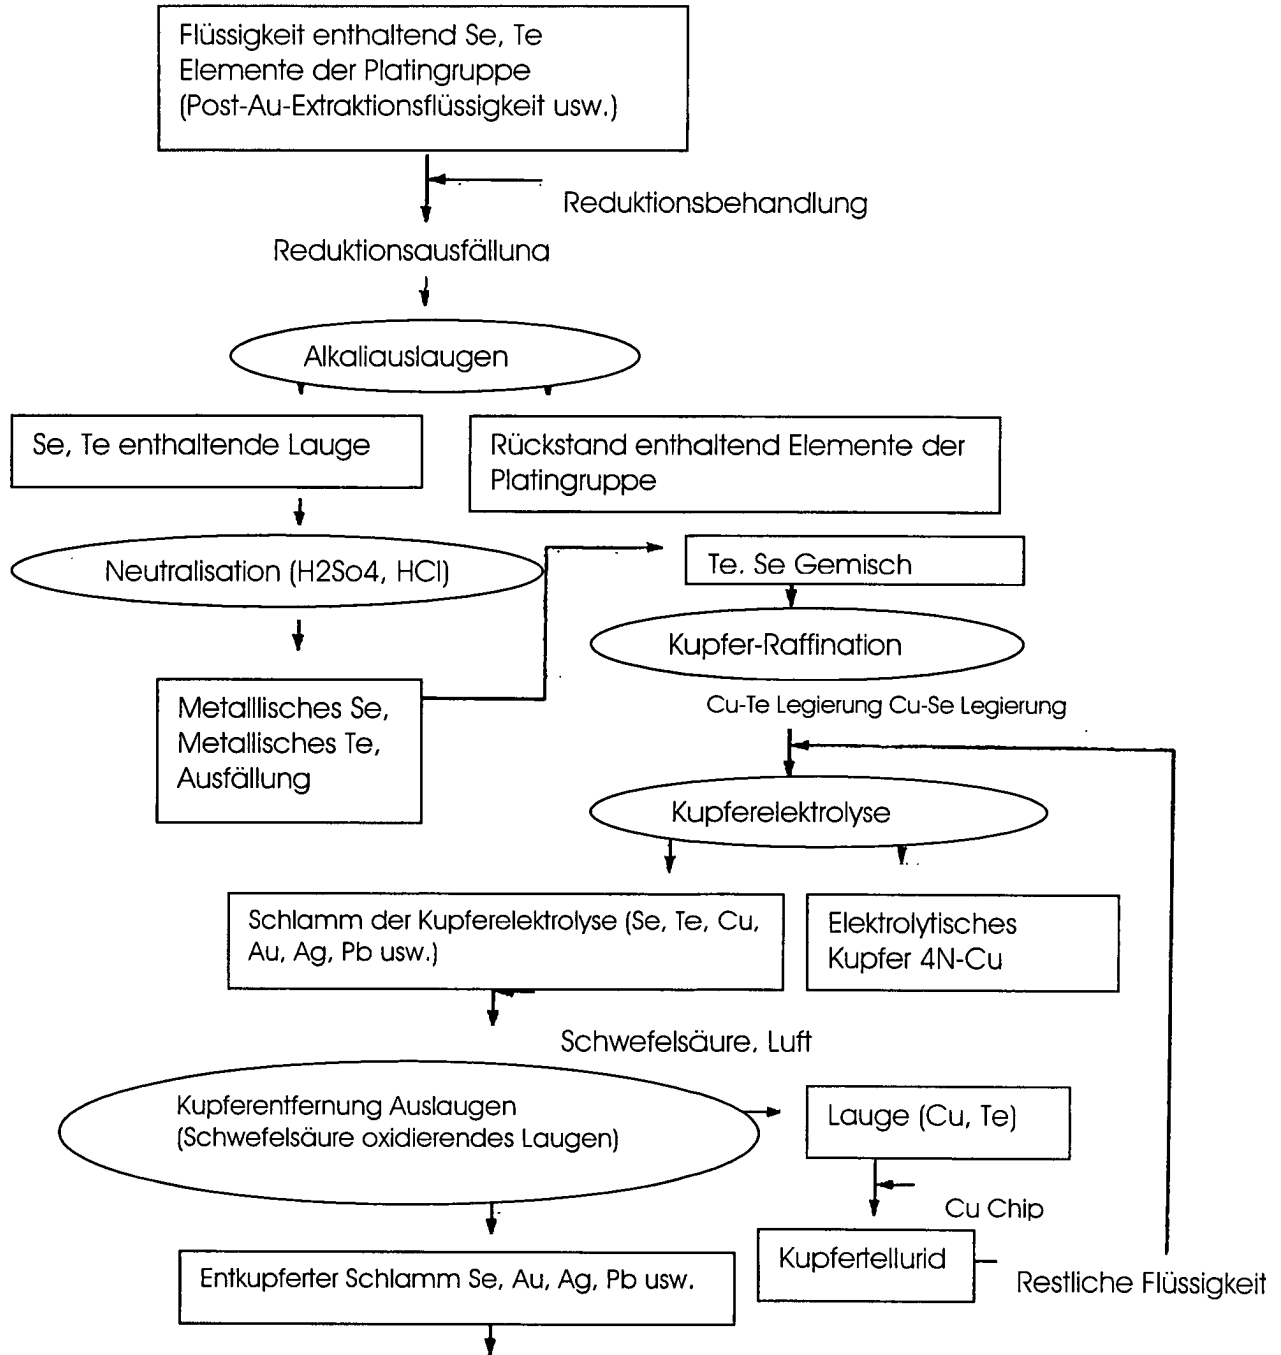 Flüssigkeit enthaltend Se, Te
Elemente der Platingruppe
(Post-Au-Extraktionsflüssigkeit usw.)
Reduktionsbehandlung
Reduktionsausfälluna
Alkaliauslaugen
Se, Te enthaltende Lauge
Rückstand enthaltend Elemente der
Platingruppe
Neutralisation (H2So4, HCl)
Te. Se Gemisch
Kupfer-Raffination
Metalllisches Se,
Metallisches Te,
Ausfällung
Cu-Te Legierung Cu-Se Legierung
Kupferelektrolyse
Schlamm der Kupferelektrolyse (Se, Te, Cu,
Au, Ag, Pb usw.)
Elektrolytisches
Kupfer 4N-Cu
Schwefelsäure, Luft
Kupferentfernung Auslaugen
(Schwefelsäure oxidierendes Laugen)
Lauge (Cu, Te)
Cu Chip
Kupfertellurid
Restliche Flüssigkeit
Entkupferter Schlamm Se, Au, Ag, Pb usw.